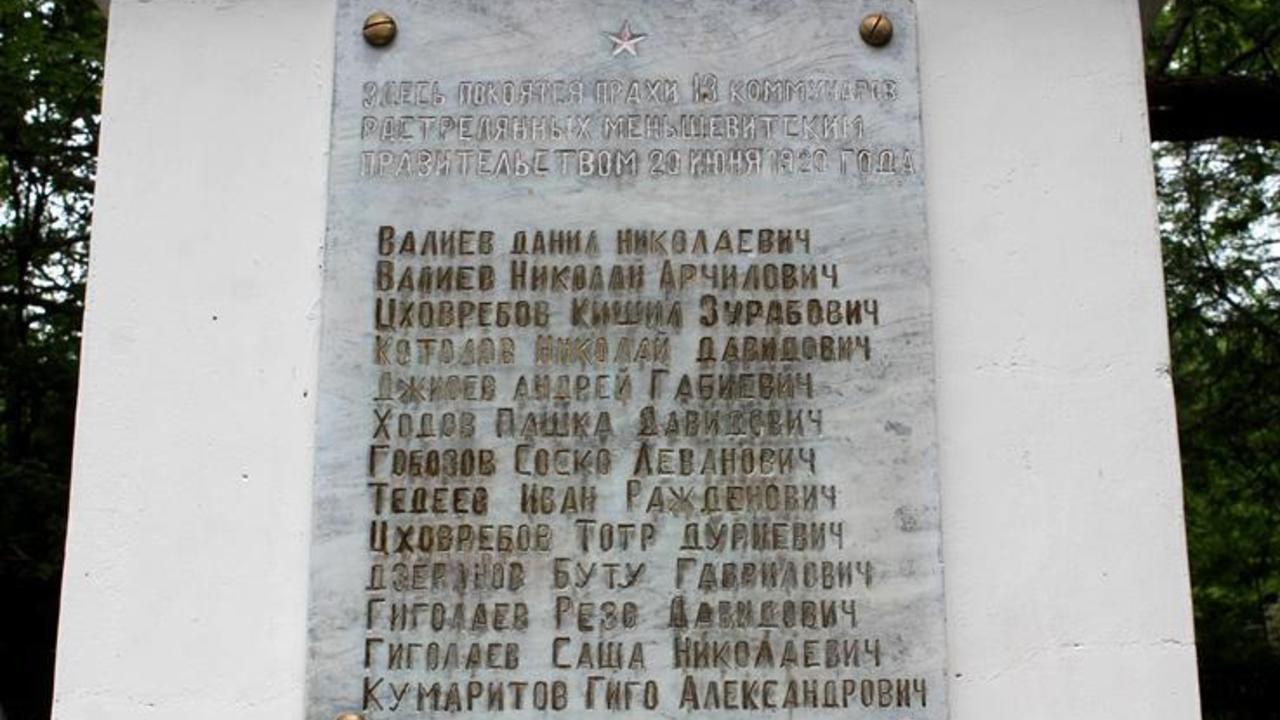 ЗДЕСЬ ПОКОЯТСЯ ПРАХИ 13 КОММУНАРОВ
РАСТРЕЛЯННЫХ МЕНЬШЕВИТСКИМ
ПРАВИТЕЛЬСТВОМ 20 ИЮНЯ 1920 ГОДА
ВАЛИЕВ ДАНИЛ НИКОЛАЕВИЧ
ВАЛИЕВ НИКОЛАЙ АРЧИЛОВИЧ
ЦХОВРЕБОВ КИШИЛ ЗУРАБОВИЧ
КОТОЛОВ НИКОЛАЙ ДАВИДОВИЧ
ДЖИОЕВ АНДРЕЙ ГАБИЕВИЧ
ХОДОВ ПАШКА ДАВИДОВИЧ
ГОБОЗОВ СОСКО ЛЕВАНОВИЧ
ТЕДЕЕВ ИВАН РАЖДЕНОВИЧ
ЦХОВРЕБОВ ТОТР ДУРИЕВИЧ
БУТУ ГАВРИЛОВИЧ
ГИГОЛАЕВ РЕЗО ДАВИДОВИЧ
ГИГОЛАЕВ САША НИКОЛАЕВИЧ
КУМАРИТОВ ГИГО АЛЕКСАНДРОВИЧ